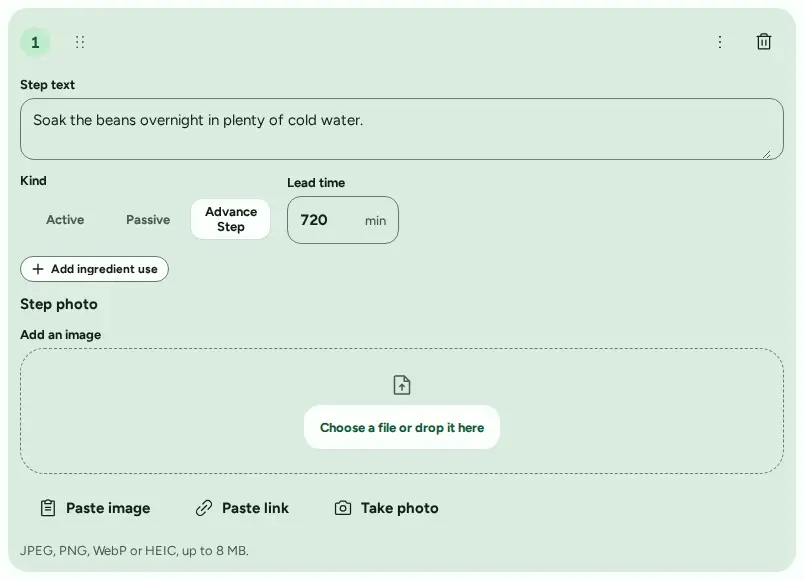 1
Step text
Soak the beans overnight in plenty of cold water.
Kind
Lead time
Active
Passive
Advance
Step
720 min
Add ingredient use
Step photo
Add an image
Choose a file or drop it here
Paste image
Paste link
Take photo
JPEG, PNG, WebP or HEIC, up to 8 MB.